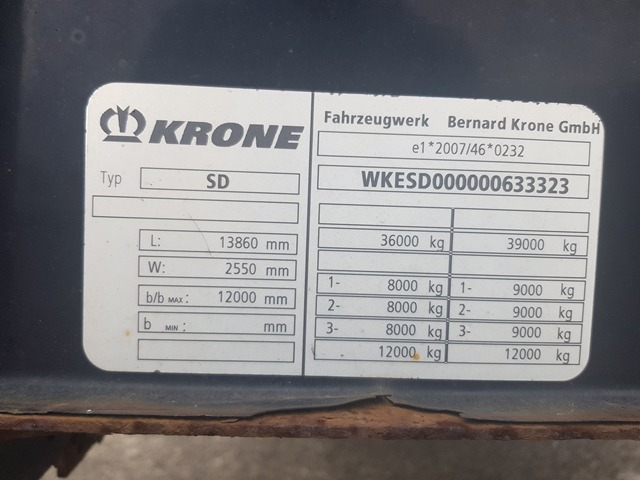 KRONE
Typ SD
L: 13860 mm
W: 2550 mm
b/b MAX: 12000 mm
b MIN: mm
Fahrzeugwerk Bernard Krone GmbH
e1*2007/46*0232
WKESD000000633323
36000 kg 39000 kg
1- 8000 kg 1- 9000 kg
2- 8000 kg 2- 9000 kg
3- 8000 kg 3- 9000 kg
12000 kg 12000 kg